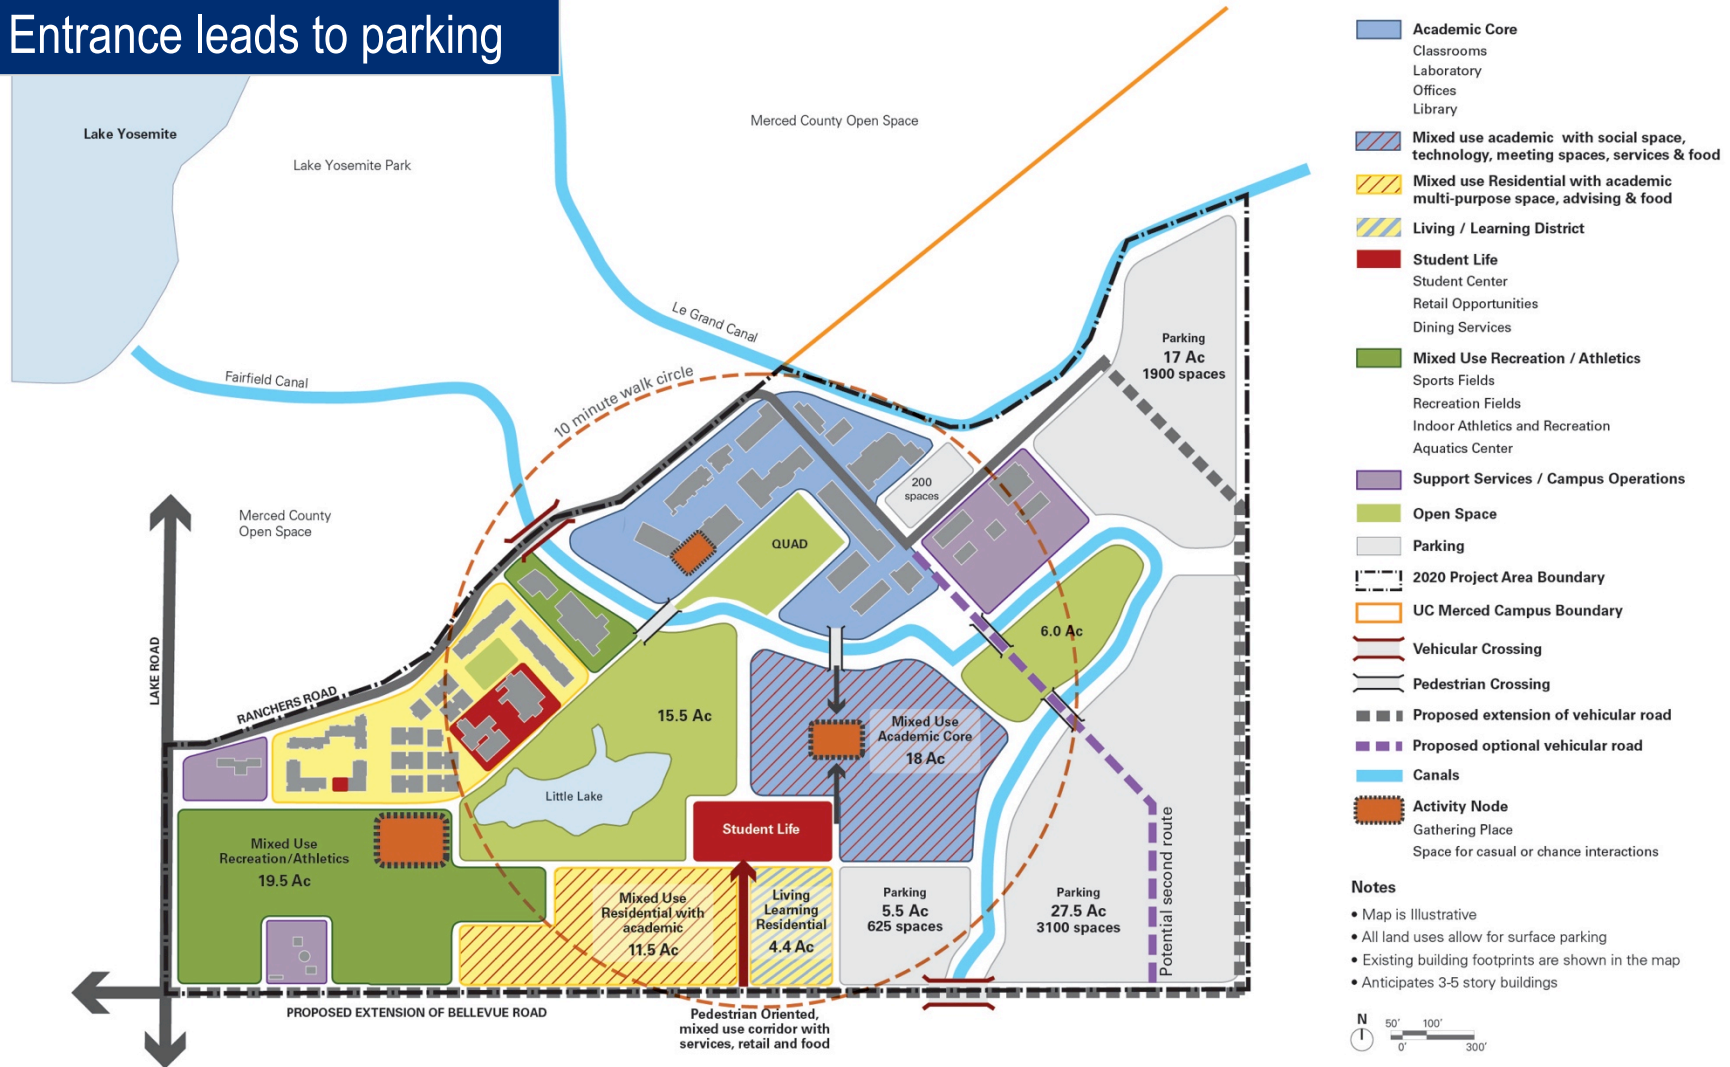 Entrance leads to parking
Lake Yosemite
Lake Yosemite Park
Merced County Open Space
Le Grand Canal
Fairfield Canal
10 minute walk circle
Merced County
Open Space
LAKE ROAD
RANCHERS ROAD
Parking
17 Ac
1900 spaces
200
spaces
QUAD
6.0 Ac
15.5 Ac
Mixed Use
Academic Core
18 Ac
Little Lake
Student Life
Mixed Use
Recreation/Athletics
19.5 Ac
Mixed Use
Residential with
academic
11.5 Ac
Living
Learning
Residential
4.4 Ac
Parking
5.5 Ac
625 spaces
Parking
27.5 Ac
3100 spaces
Potential second route
PROPOSED EXTENSION OF BELLEVUE ROAD
Pedestrian Oriented,
mixed use corridor with
services, retail and food
Academic Core
Classrooms
Laboratory
Offices
Library
Mixed use academic with social space,
technology, meeting spaces, services & food
Mixed use Residential with academic
multi-purpose space, advising & food
Living / Learning District
Student Life
Student Center
Retail Opportunities
Dining Services
Mixed Use Recreation / Athletics
Sports Fields
Recreation Fields
Indoor Athletics and Recreation
Aquatics Center
Support Services / Campus Operations
Open Space
Parking
2020 Project Area Boundary
UC Merced Campus Boundary
Vehicular Crossing
Pedestrian Crossing
Proposed extension of vehicular road
Proposed optional vehicular road
Canals
Activity Node
Gathering Place
Space for casual or chance interactions
Notes
• Map is Illustrative
• All land uses allow for surface parking
• Existing building footprints are shown in the map
• Anticipates 3-5 story buildings
N
50' 100'
0' 300'